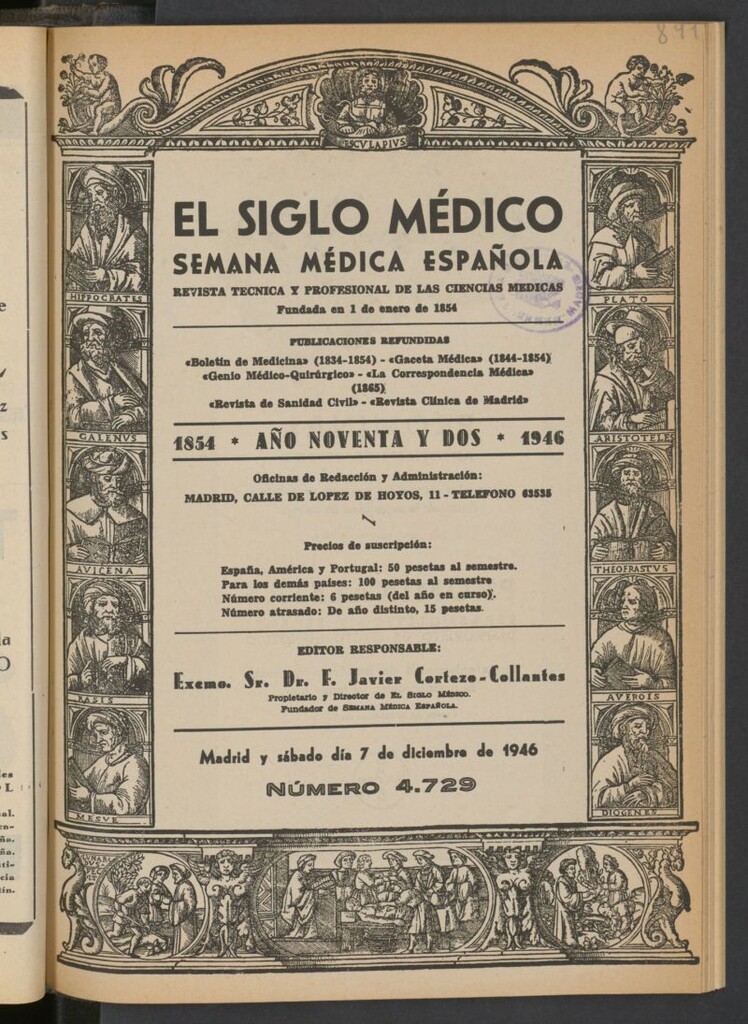 891
ESCVLAPIVS
EL SIGLO MÉDICO
SEMANA MÉDICA ESPAÑOLA
REVISTA TECNICA Y PROFESIONAL DE LAS CIENCIAS MEDICAS
Fundada en 1 de enero de 1854
PUBLICACIONES REFUNDIDAS
«Boletín de Medicina» (1834-1854) - «Gaceta Médica» (1844-1854)
«Genio Médico-Quirúrgico» - «La Correspondencia Médica»
(1865)
«Revista de Sanidad Civil» - «Revista Clínica de Madrid»
1854 * AÑO NOVENTA Y DOS * 1946
Oficinas de Redacción y Administración:
MADRID, CALLE DE LOPEZ DE HOYOS, 11 - TELEFONO 63535
Precios de suscripción:
España, América y Portugal: 50 pesetas al semestre.
Para los demás países: 100 pesetas al semestre
Número corriente: 6 pesetas (del año en curso).
Número atrasado: De año distinto, 15 pesetas.
EDITOR RESPONSABLE:
Excmo. Sr. Dr. F. Javier Cortezo-Collantes
Propietario y Director de EL SIGLO MÉDICO.
Fundador de SEMANA MÉDICA ESPAÑOLA.
Madrid y sábado día 7 de diciembre de 1946
NÚMERO 4.729
HIPPOCRATES
GALENVS
AVICENA
RASIS
MESVE
PLATO
ARISTOTELES
THEOFRASTVS
AVEROIS
DIOGENES